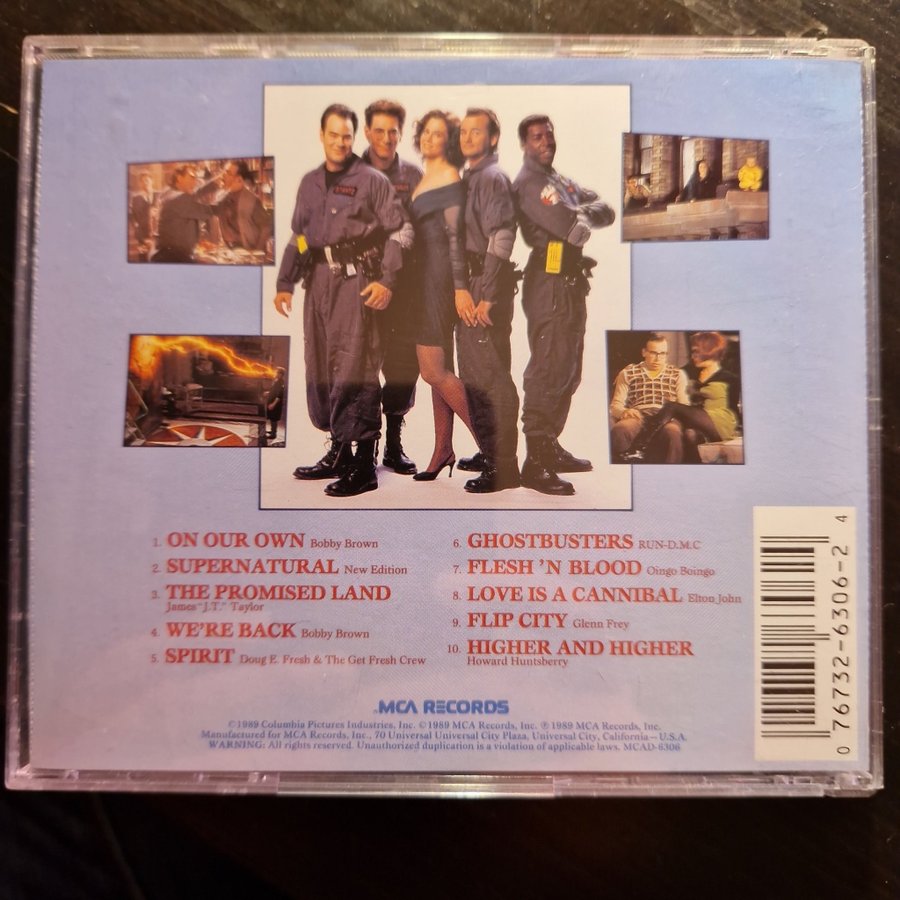 1. ON OUR OWN Bobby Brown
2. SUPERNATURAL New Edition
3. THE PROMISED LAND
James "J.T." Taylor
4. WE'RE BACK Bobby Brown
5. SPIRIT Doug E. Fresh & The Get Fresh Crew
6. GHOSTBUSTERS RUN-D.M.C
7. FLESH 'N BLOOD Oingo Boingo
8. LOVE IS A CANNIBAL Elton John
9. FLIP CITY Glenn Frey
10. HIGHER AND HIGHER
Howard Huntsberry
MCA RECORDS
©1989 Columbia Pictures Industries, Inc. ©1989 MCA Records, Inc. ℗ 1989 MCA Records, Inc.
Manufactured for MCA Records, Inc., 70 Universal Universal City Plaza, Universal City, California—U.S.A.
WARNING: All rights reserved. Unauthorized duplication is a violation of applicable laws. MCAD-6306
0 76732-6306-2 4